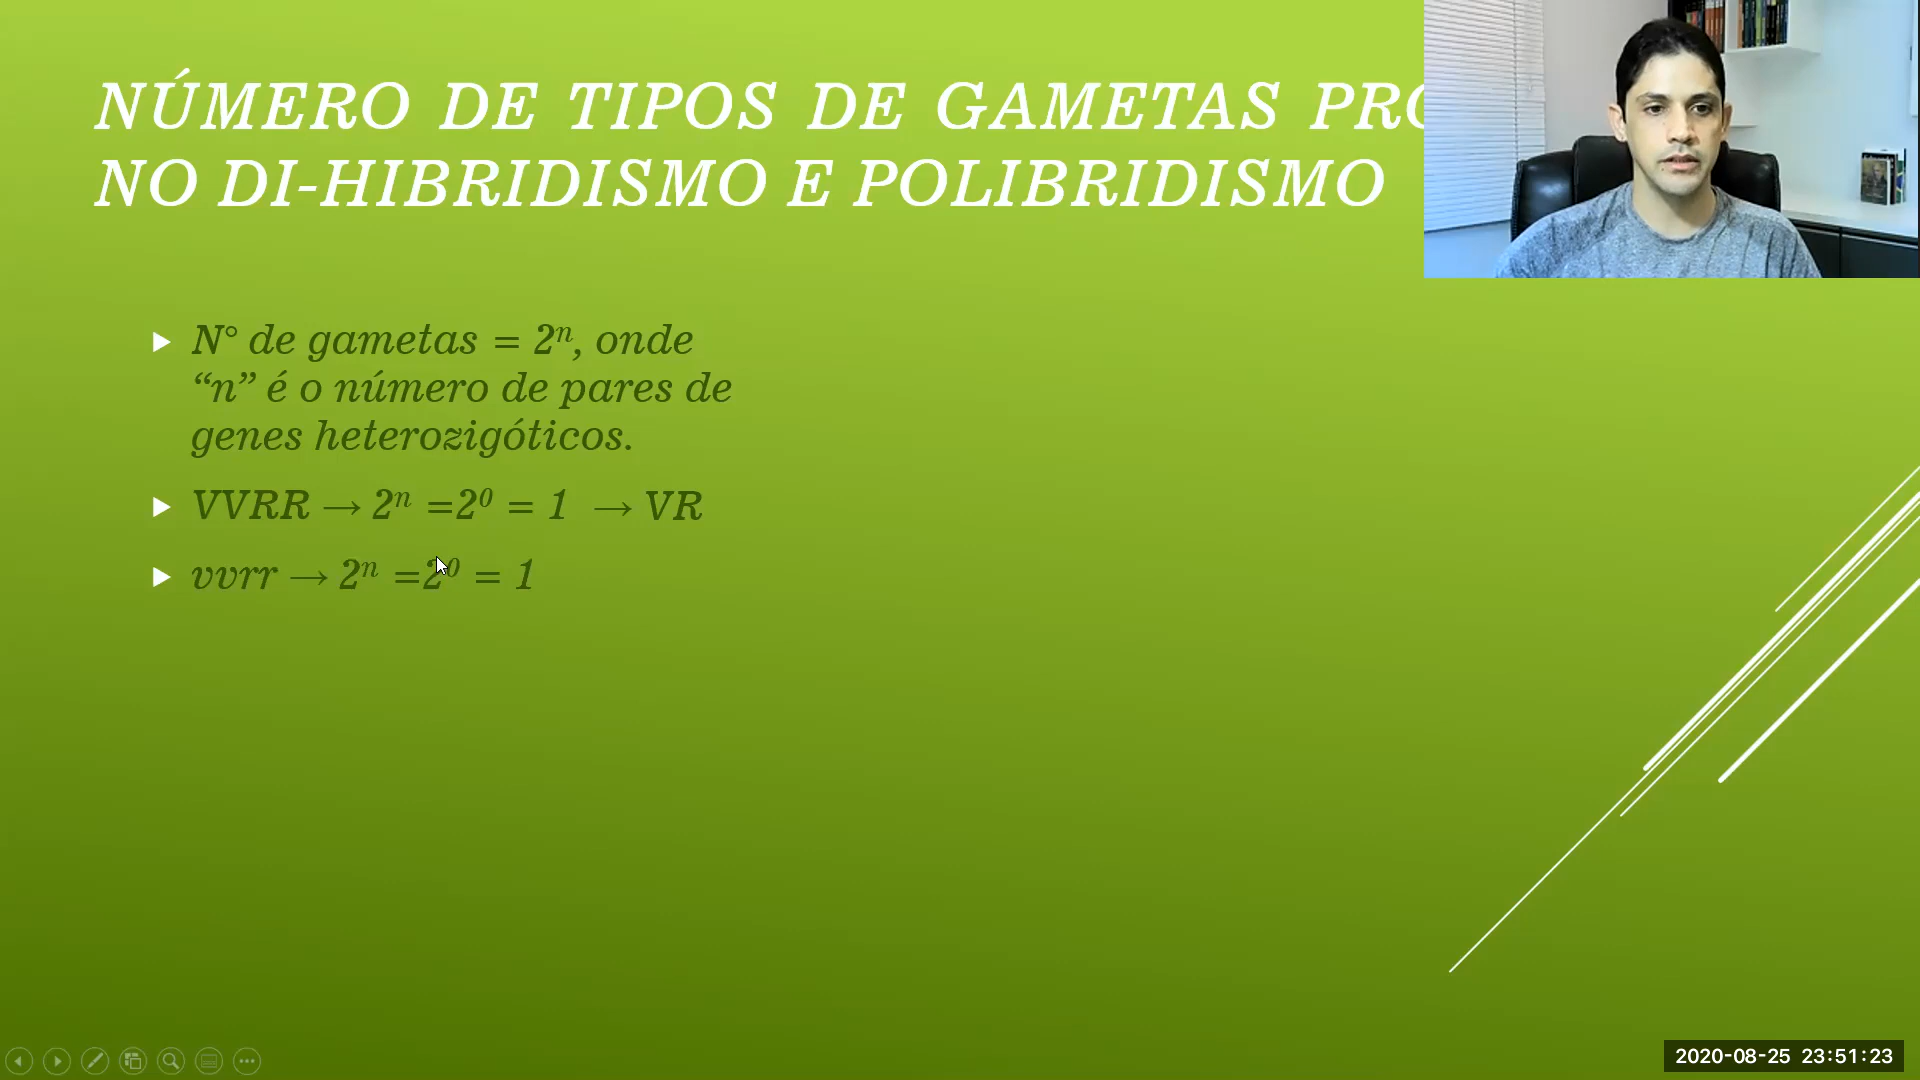 NÚMERO DE TIPOS DE GAMETAS
NO DI-HIBRIDISMO E POLIBRIDISMO
N° de gametas = 2ⁿ, onde
“n” é o número de pares de
genes heterozigóticos.
VVRR → 2ⁿ =2⁰ = 1 → VR
vvrr → 2ⁿ =2⁰ = 1
2020-08-25 23:51:23